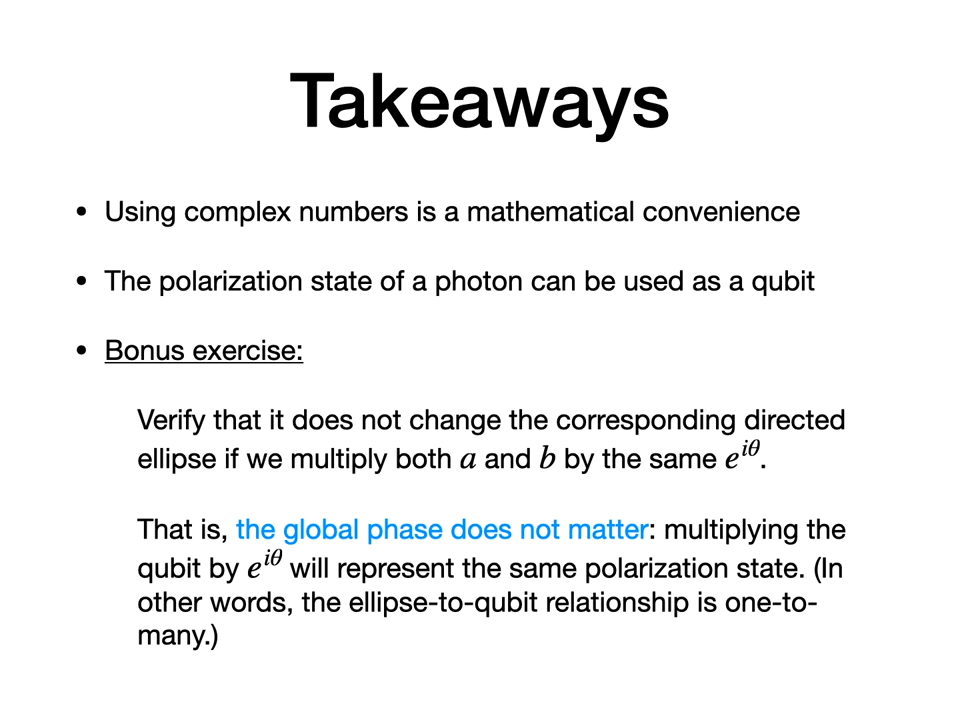 Takeaways
• Using complex numbers is a mathematical convenience
• The polarization state of a photon can be used as a qubit
• Bonus exercise:
Verify that it does not change the corresponding directed
ellipse if we multiply both a and b by the same e^{iθ}.
That is, the global phase does not matter: multiplying the
qubit by e^{iθ} will represent the same polarization state. (In
other words, the ellipse-to-qubit relationship is one-to-
many.)